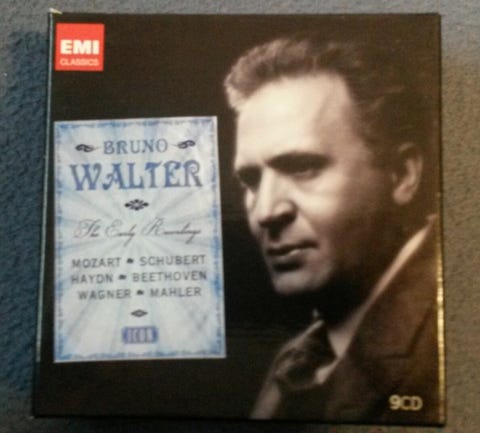 EMI
CLASSICS
BRUNO
WALTER
The Early Recordings
MOZART SCHUBERT
HAYDN BEETHOVEN
WAGNER MAHLER
ICON
9CD